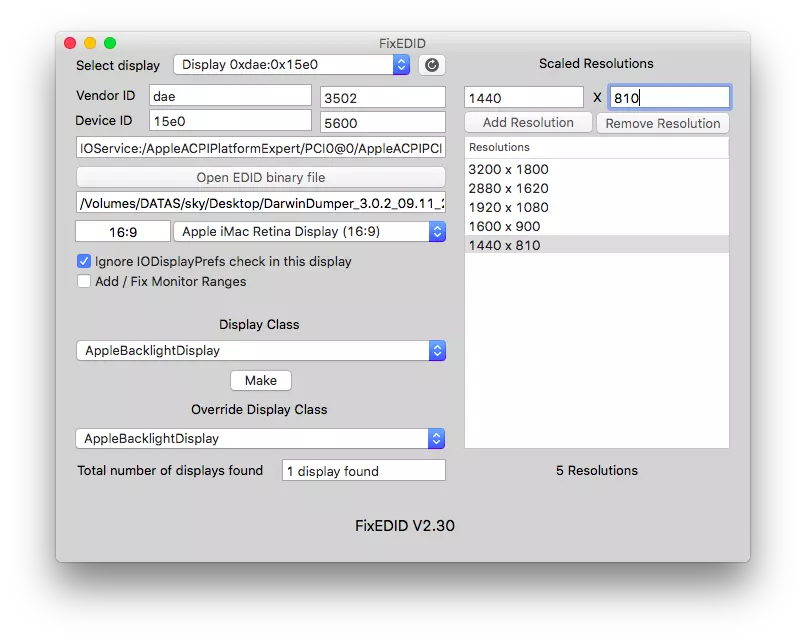 FixEDID
Select display
Display 0xdae:0x15e0
Vendor ID
dae
3502
Device ID
15e0
5600
IOService:/AppleACPIPlatformExpert/PCI0@0/AppleACPIPCI
Open EDID binary file
/Volumes/DATAS/sky/Desktop/DarwinDumper_3.0.2_09.11_2
16:9
Apple iMac Retina Display (16:9)
Ignore IODisplayPrefs check in this display
Add / Fix Monitor Ranges
Display Class
AppleBacklightDisplay
Make
Override Display Class
AppleBacklightDisplay
Total number of displays found
1 display found
Scaled Resolutions
1440
X
810
Add Resolution
Remove Resolution
Resolutions
3200 x 1800
2880 x 1620
1920 x 1080
1600 x 900
1440 x 810
5 Resolutions
FixEDID V2.30